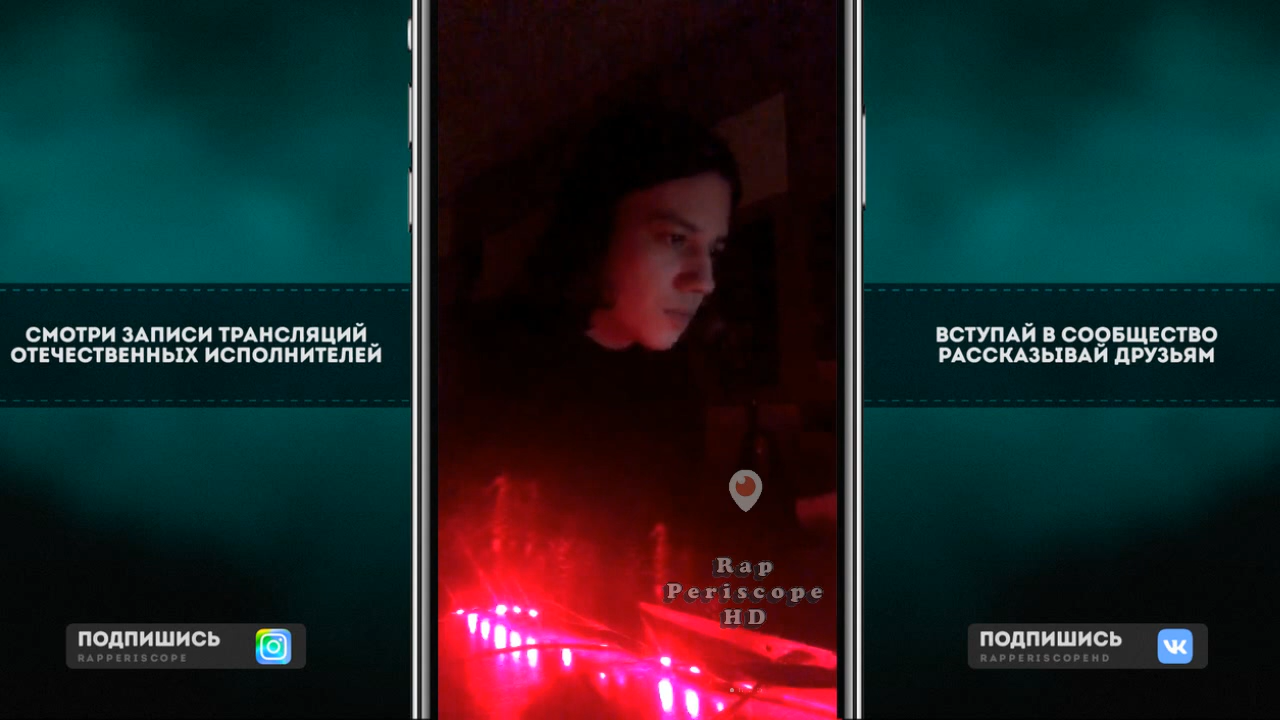 СМОТРИ ЗАПИСИ ТРАНСЛЯЦИЙ
ОТЕЧЕСТВЕННЫХ ИСПОЛНИТЕЛЕЙ
ВСТУПАЙ В СООБЩЕСТВО
РАССКАЗЫВАЙ ДРУЗЬЯМ
Rap
Periscope
HD
ПОДПИШИСЬ
RAPPERISCOPE
ПОДПИШИСЬ
RAPPERISCOPEHD